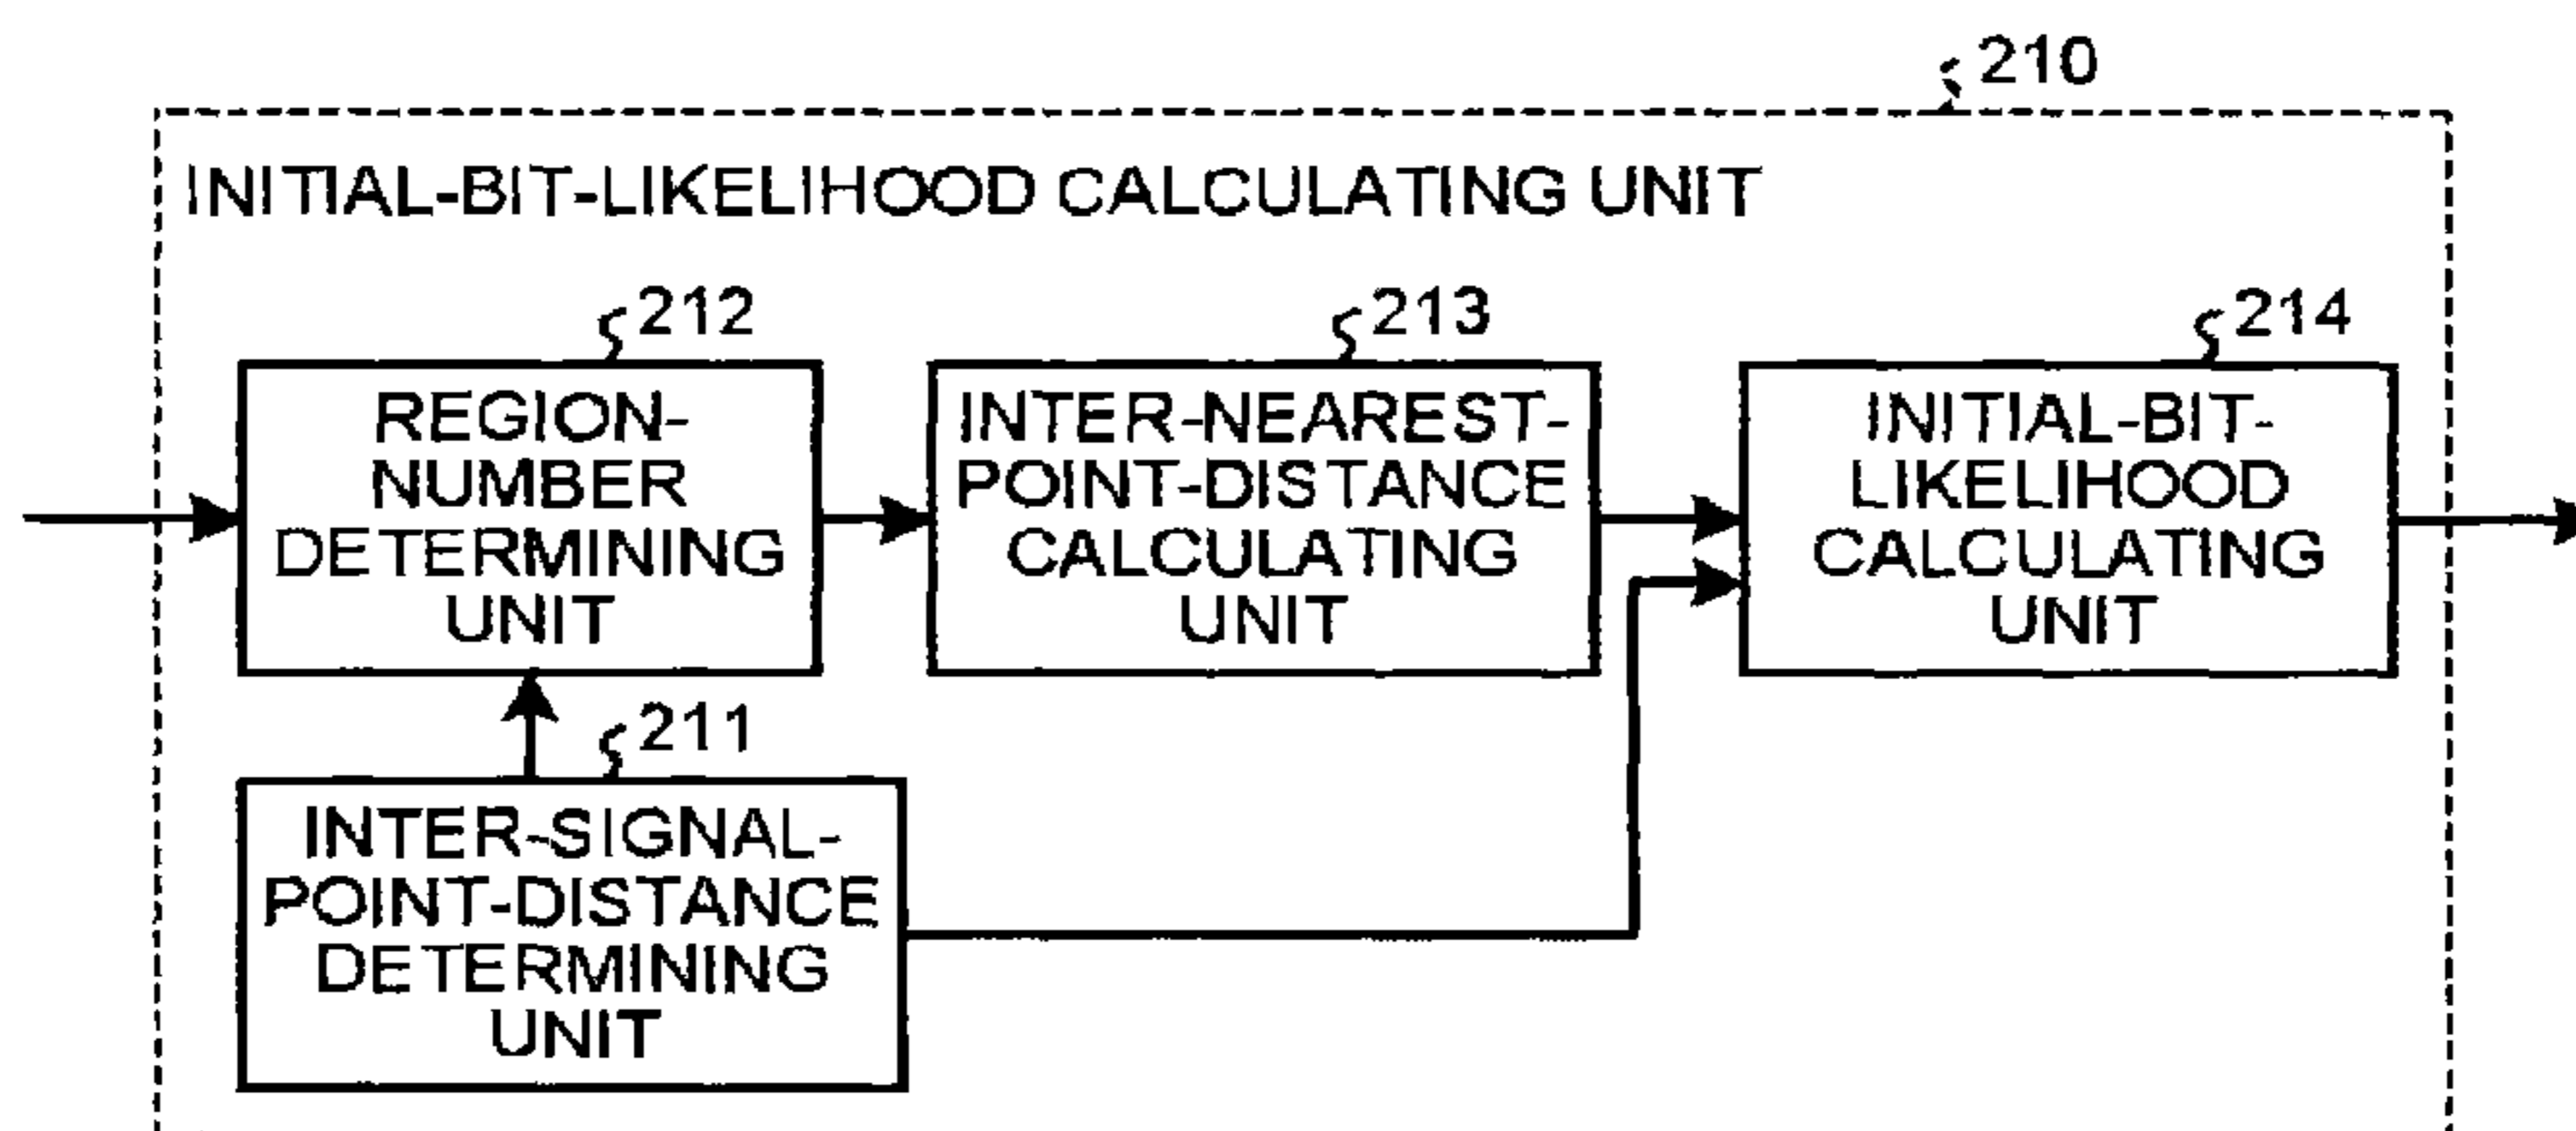 210
INITIAL-BIT-LIKELIHOOD CALCULATING UNIT
212
REGION-
NUMBER
DETERMINING
UNIT
213
INTER-NEAREST-
POINT-DISTANCE
CALCULATING
UNIT
214
INITIAL-BIT-
LIKELIHOOD
CALCULATING
UNIT
211
INTER-SIGNAL-
POINT-DISTANCE
DETERMINING
UNIT